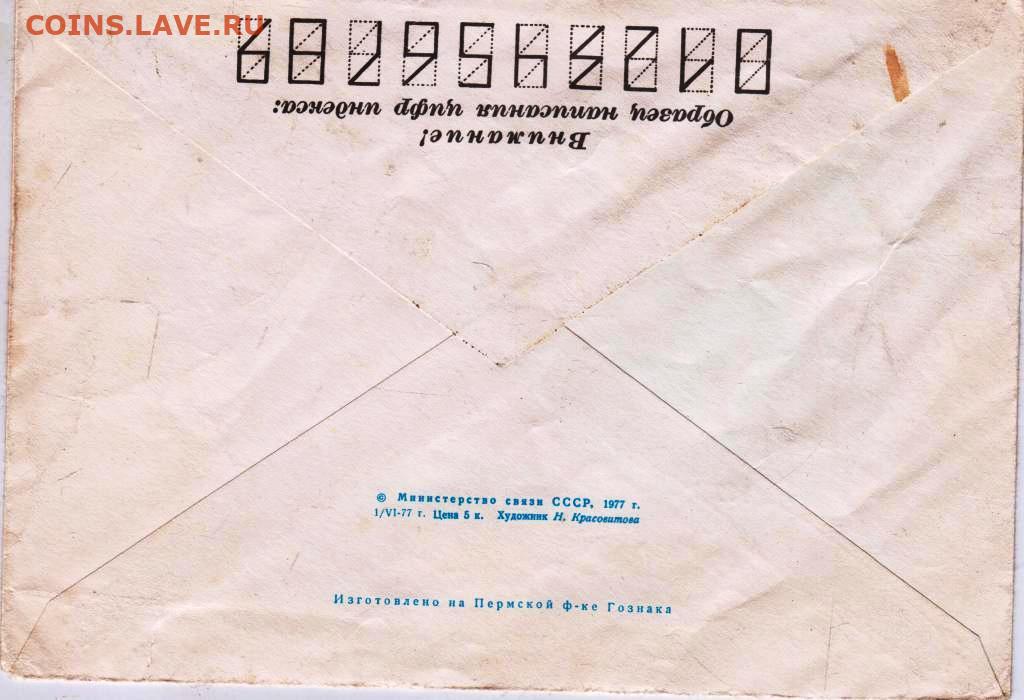 COINS.LAVE.RU
Внимание!
Образец написания цифр индекса:
0123456789
© Министерство связи СССР, 1977 г.
1/VI-77 г. Цена 5 к. Художник Н. Красовитова
Изготовлено на Пермской ф-ке Гознака